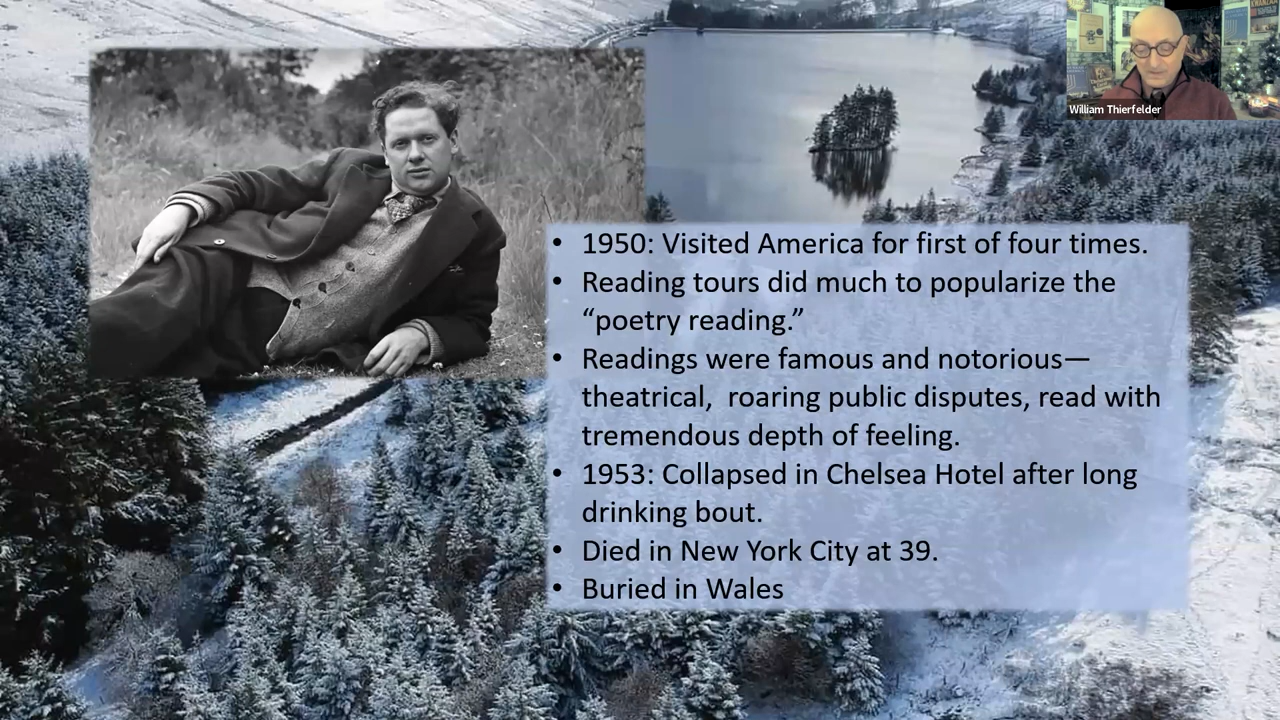 William Thierfelder
• 1950: Visited America for first of four times.
• Reading tours did much to popularize the
“poetry reading.”
• Readings were famous and notorious—
theatrical,  roaring public disputes, read with
tremendous depth of feeling.
• 1953: Collapsed in Chelsea Hotel after long
drinking bout.
• Died in New York City at 39.
• Buried in Wales